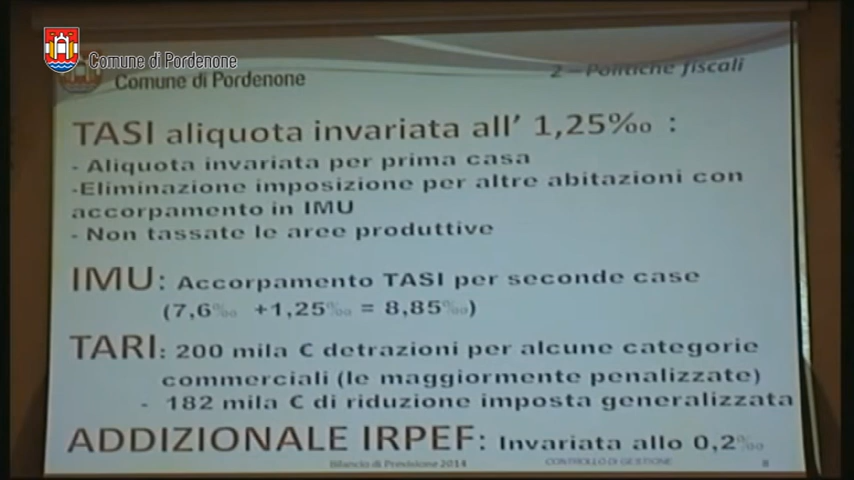 Comune di Pordenone
Comune di Pordenone
2 – Politiche fiscali
TASI aliquota invariata all' 1,25‰ :
- Aliquota invariata per prima casa
-Eliminazione imposizione per altre abitazioni con
accorpamento in IMU
- Non tassate le aree produttive
IMU: Accorpamento TASI per seconde case
(7,6‰ +1,25‰ = 8,85‰)
TARI: 200 mila € detrazioni per alcune categorie
commerciali (le maggiormente penalizzate)
- 182 mila € di riduzione imposta generalizzata
ADDIZIONALE IRPEF: Invariata allo 0,2‰
Bilancio di Previsione 2014 CONTROLLO DI GESTIONE 8